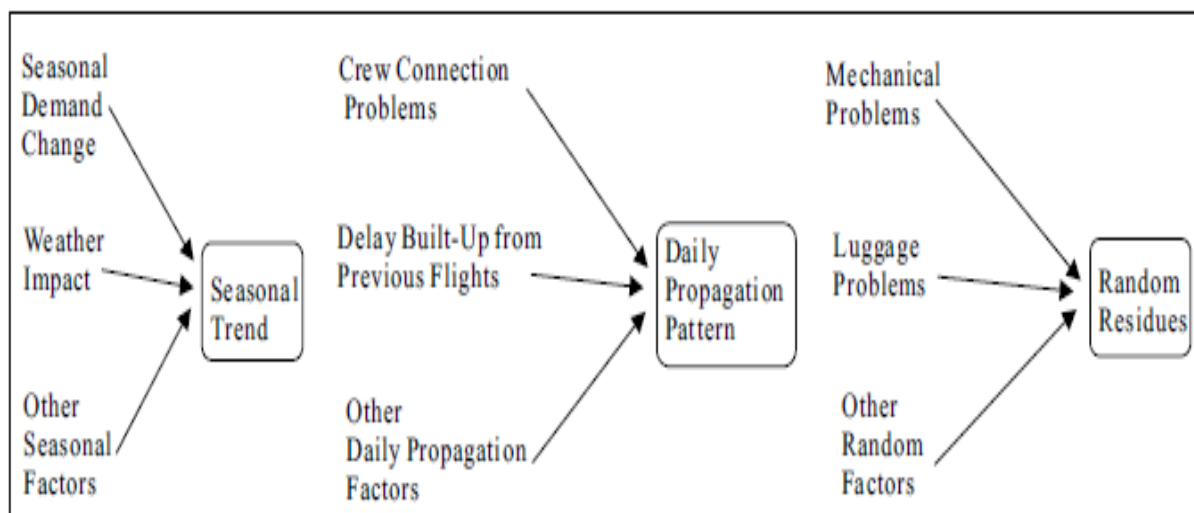 Seasonal
Demand
Change
Weather
Impact
Other
Seasonal
Factors
Seasonal
Trend
Crew Connection
Problems
Delay Built-Up from
Previous Flights
Other
Daily Propagation
Factors
Daily
Propagation
Pattern
Mechanical
Problems
Luggage
Problems
Other
Random
Factors
Random
Residues